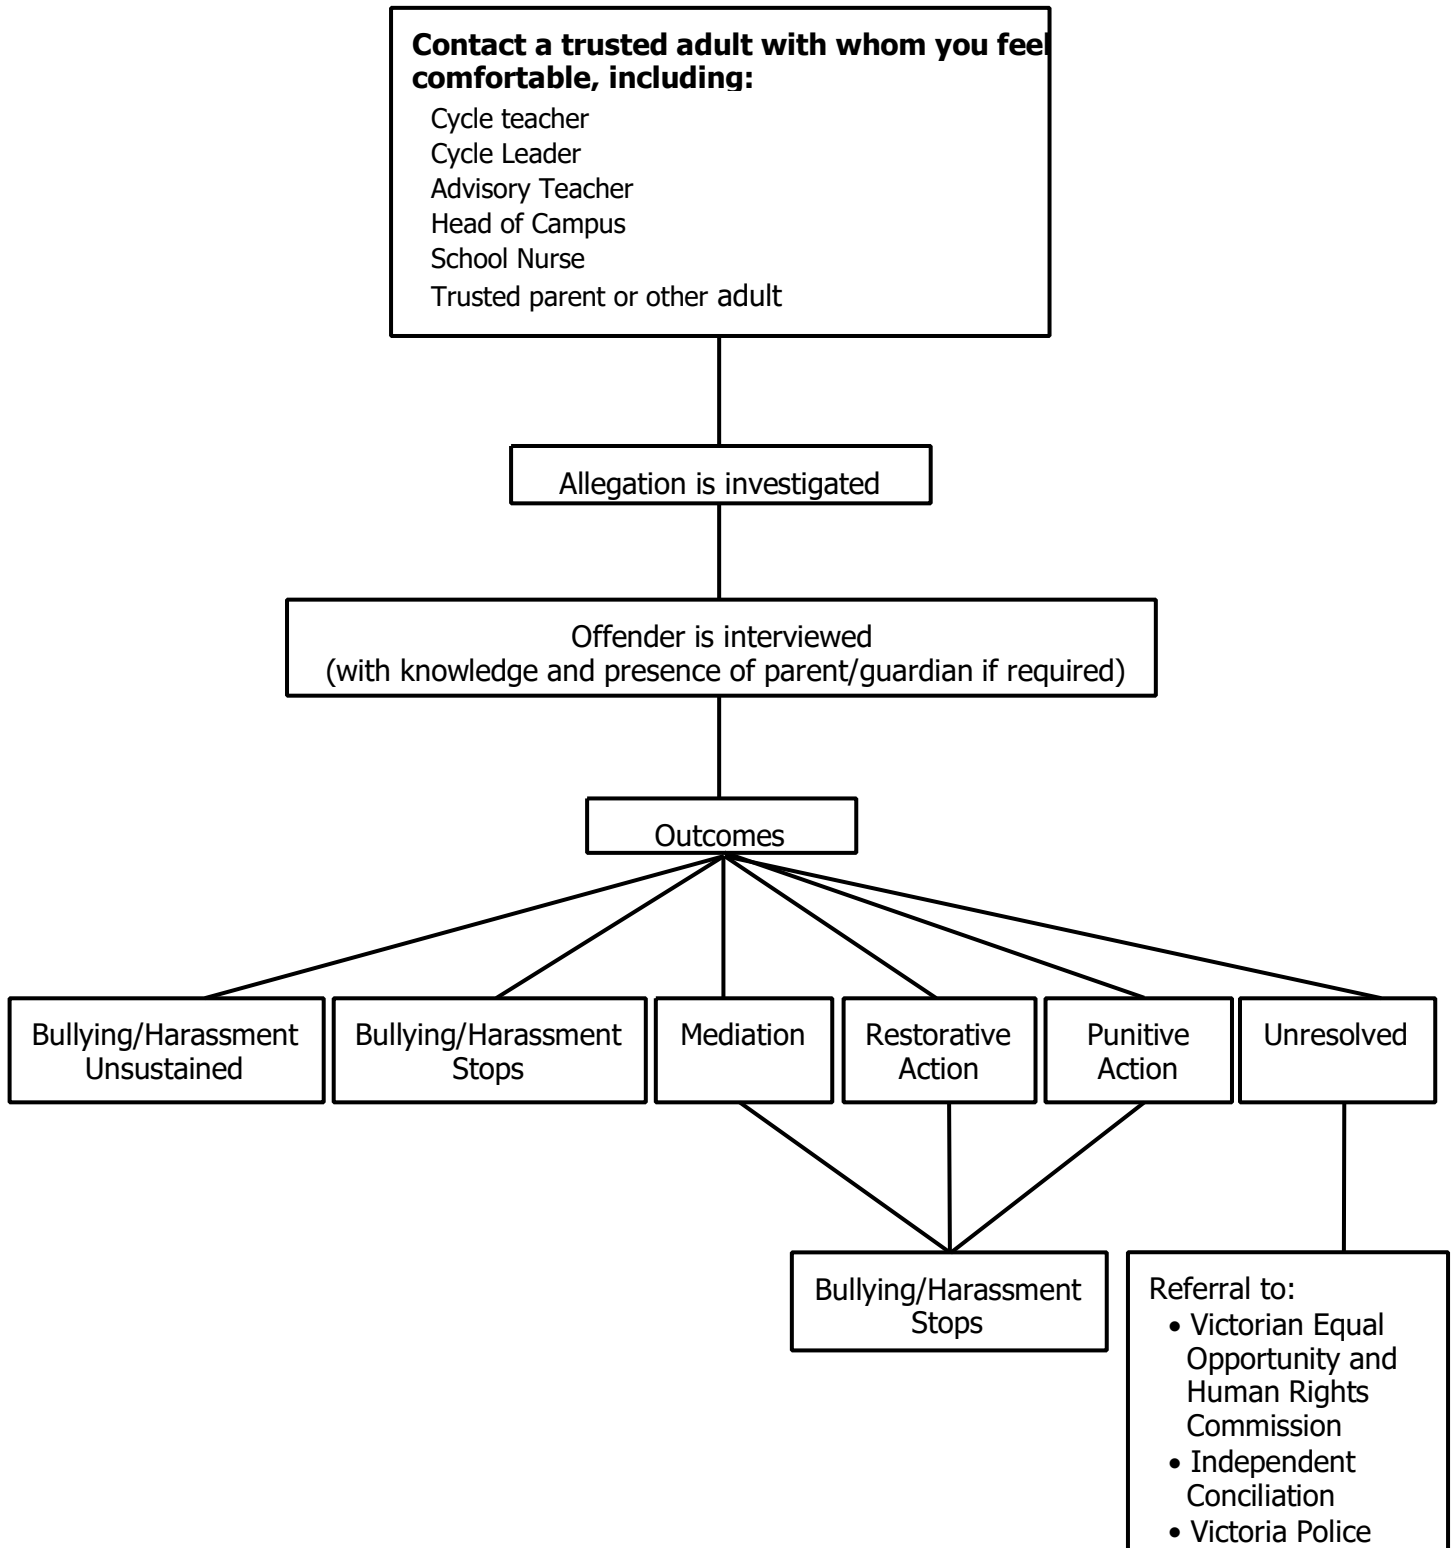 Contact a trusted adult with whom you feel
comfortable, including:
Cycle teacher
Cycle Leader
Advisory Teacher
Head of Campus
School Nurse
Trusted parent or other adult
Allegation is investigated
Offender is interviewed
(with knowledge and presence of parent/guardian if required)
Outcomes
Bullying/Harassment
Unsustained
Bullying/Harassment
Stops
Mediation
Restorative
Action
Punitive
Action
Unresolved
Bullying/Harassment
Stops
Referral to:
• Victorian Equal
Opportunity and
Human Rights
Commission
• Independent
Conciliation
• Victoria Police